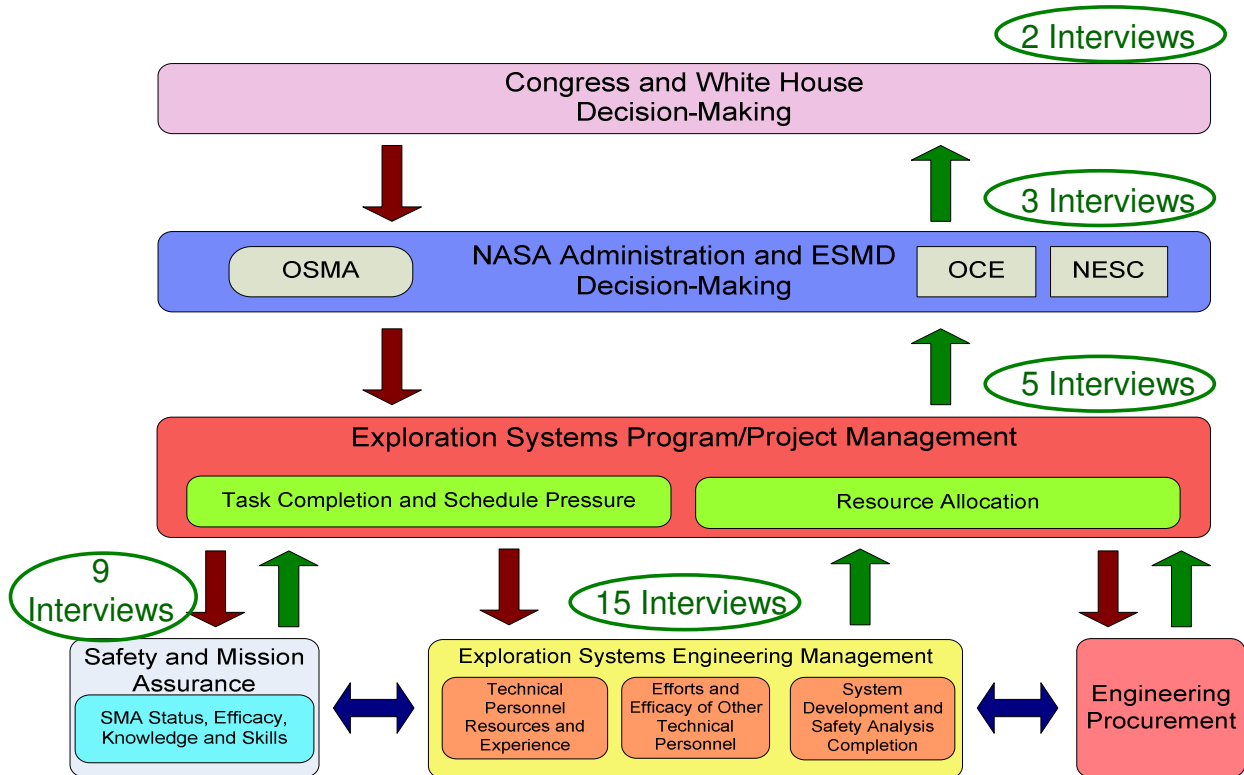 2 Interviews
Congress and White House
Decision-Making
3 Interviews
OSMA
NASA Administration and ESMD
Decision-Making
OCE
NESC
5 Interviews
Exploration Systems Program/Project Management
Task Completion and Schedule Pressure
Resource Allocation
9
Interviews
15 Interviews
Safety and Mission
Assurance
SMA Status, Efficacy,
Knowledge and Skills
Exploration Systems Engineering Management
Technical
Personnel
Resources and
Experience
Efforts and
Efficacy of Other
Technical
Personnel
System
Development and
Safety Analysis
Completion
Engineering
Procurement